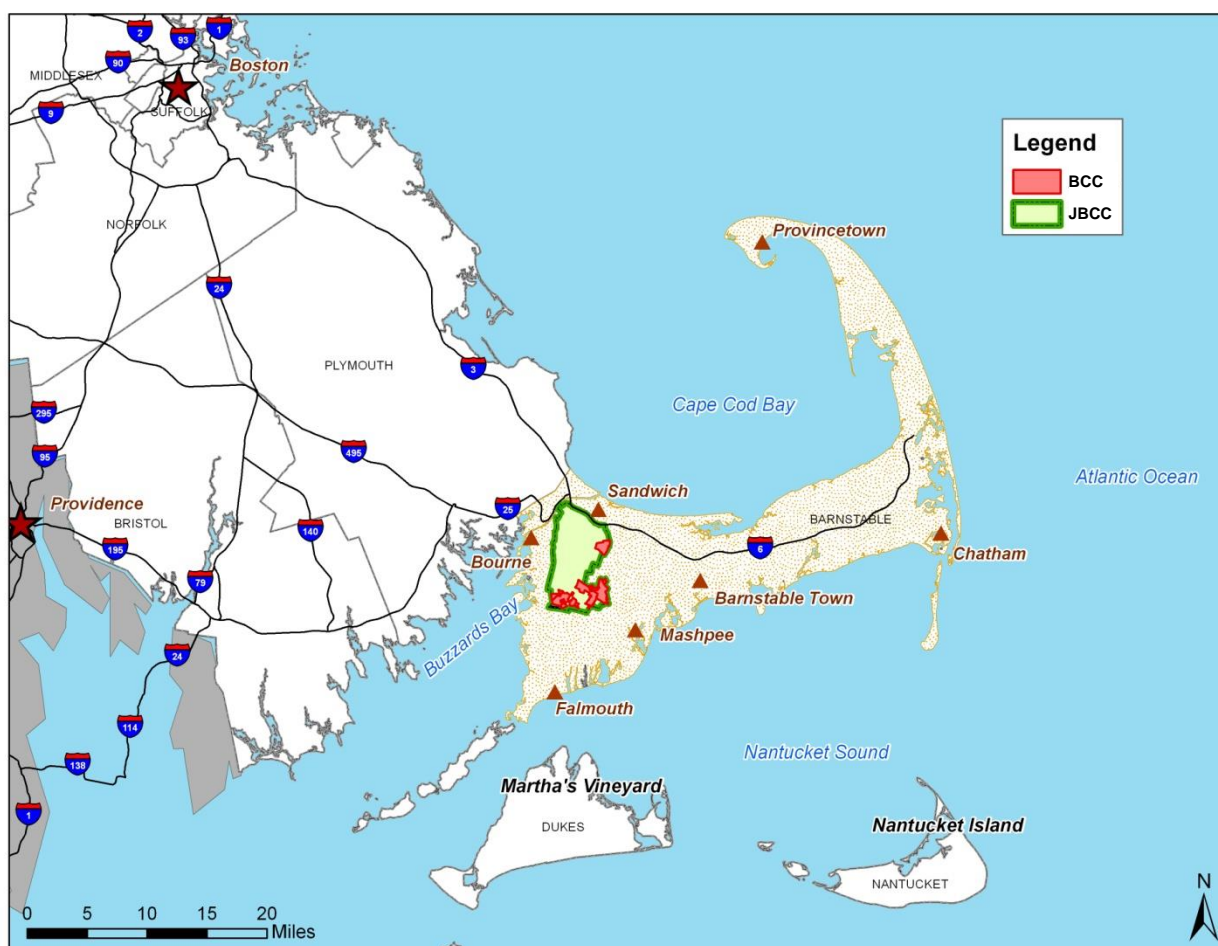 2
93
1
Boston
90
MIDDLESEX
SUFFOLK
9
Legend
BCC
JBCC
NORFOLK
Provincetown
24
PLYMOUTH
3
Cape Cod Bay
295
495
95
Atlantic Ocean
Sandwich
Providence
25
BRISTOL
BARNSTABLE
140
195
6
Bourne
Chatham
79
Barnstable Town
Buzzards Bay
Mashpee
24
Falmouth
114
Nantucket Sound
138
Martha's Vineyard
1
DUKES
Nantucket Island
NANTUCKET
N
0 5 10 15 20
Miles